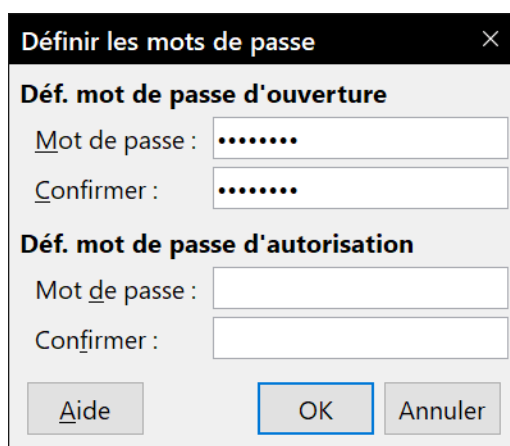 Définir les mots de passe
Déf. mot de passe d'ouverture
Mot de passe : ••••••••
Confirmer : ••••••••
Déf. mot de passe d'autorisation
Mot de passe :
Confirmer :
Aide OK Annuler